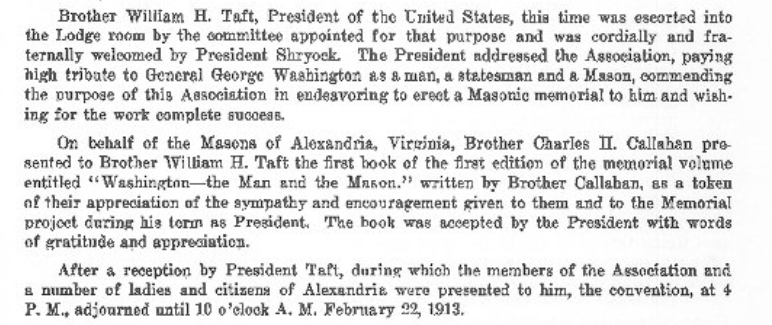 Brother William H. Taft, President of the United States, this time was escorted into
the Lodge room by the committee appointed for that purpose and was cordially and fra-
ternally welcomed by President Shryock. The President addressed the Association, paying
high tribute to General George Washington as a man, a statesman and a Mason, commending
the purpose of this Association in endeavoring to erect a Masonic memorial to him and wish-
ing for the work complete success.
On behalf of the Masons of Alexandria, Virginia, Brother Charles H. Callahan pre-
sented to Brother William H. Taft the first book of the first edition of the memorial volume
entitled “Washington—the Man and the Mason.” written by Brother Callahan, as a token
of their appreciation of the sympathy and encouragement given to them and to the Memorial
project during his term as President. The book was accepted by the President with words
of gratitude and appreciation.
After a reception by President Taft, during which the members of the Association and
a number of ladies and citizens of Alexandria were presented to him, the convention, at 4
P. M., adjourned until 10 o’clock A. M. February 22, 1913.